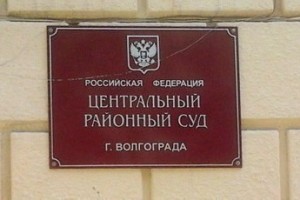 РОССИЙСКАЯ ФЕДЕРАЦИЯ
ЦЕНТРАЛЬНЫЙ
РАЙОННЫЙ СУД
Г. ВОЛГОГРАДА